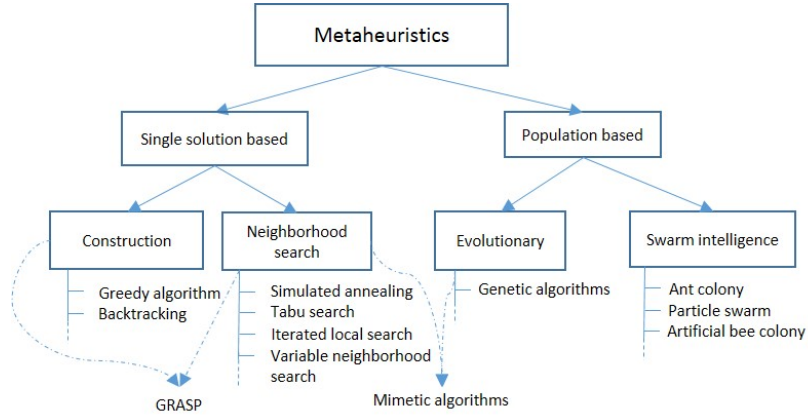 Metaheuristics
Single solution based
Population based
Construction
Neighborhood
search
Evolutionary
Swarm intelligence
Greedy algorithm
Backtracking
Simulated annealing
Tabu search
Iterated local search
Variable neighborhood
search
Genetic algorithms
Ant colony
Particle swarm
Artificial bee colony
GRASP
Mimetic algorithms